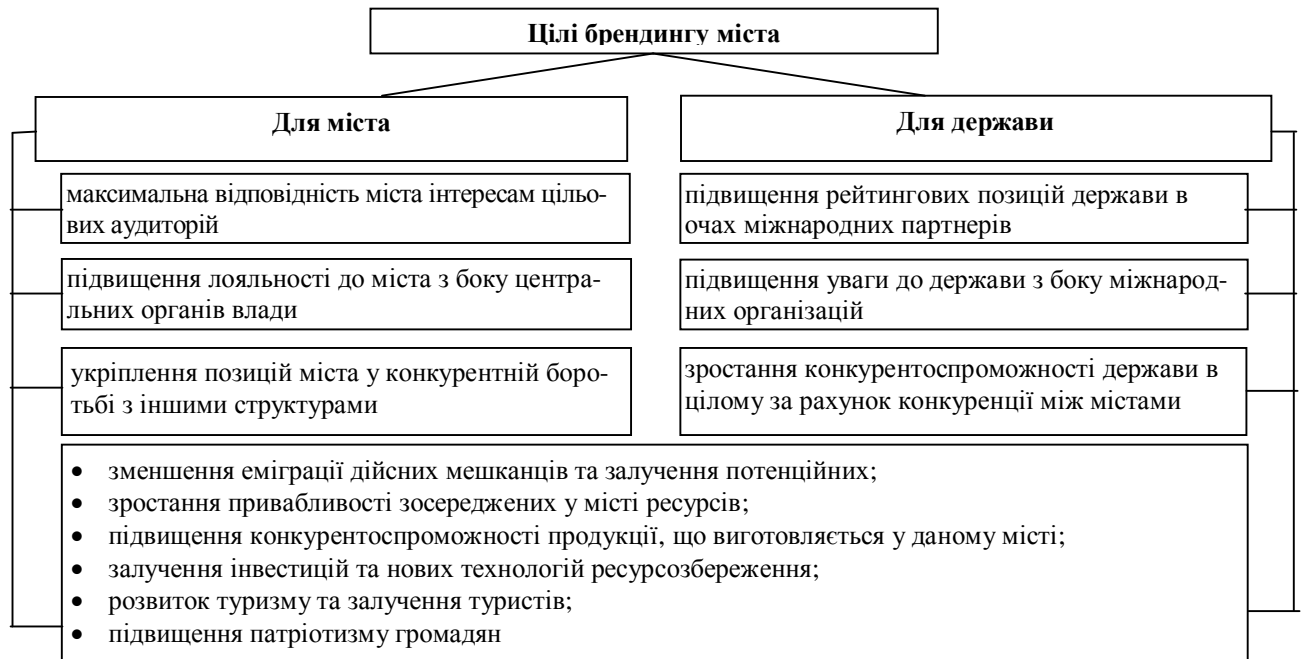 Цілі брендингу міста
Для міста
Для держави
максимальна відповідність міста інтересам цільо-
вих аудиторій
підвищення рейтингових позицій держави в
очах міжнародних партнерів
підвищення лояльності до міста з боку центра-
льних органів влади
підвищення уваги до держави з боку міжнарод-
них організацій
укріплення позицій міста у конкурентній боро-
тьбі з іншими структурами
зростання конкурентоспроможності держави в
цілому за рахунок конкуренції між містами
• зменшення еміграції дійсних мешканців та залучення потенційних;
• зростання привабливості зосереджених у місті ресурсів;
• підвищення конкурентоспроможності продукції, що виготовляється у даному місті;
• залучення інвестицій та нових технологій ресурсозбереження;
• розвиток туризму та залучення туристів;
• підвищення патріотизму громадян